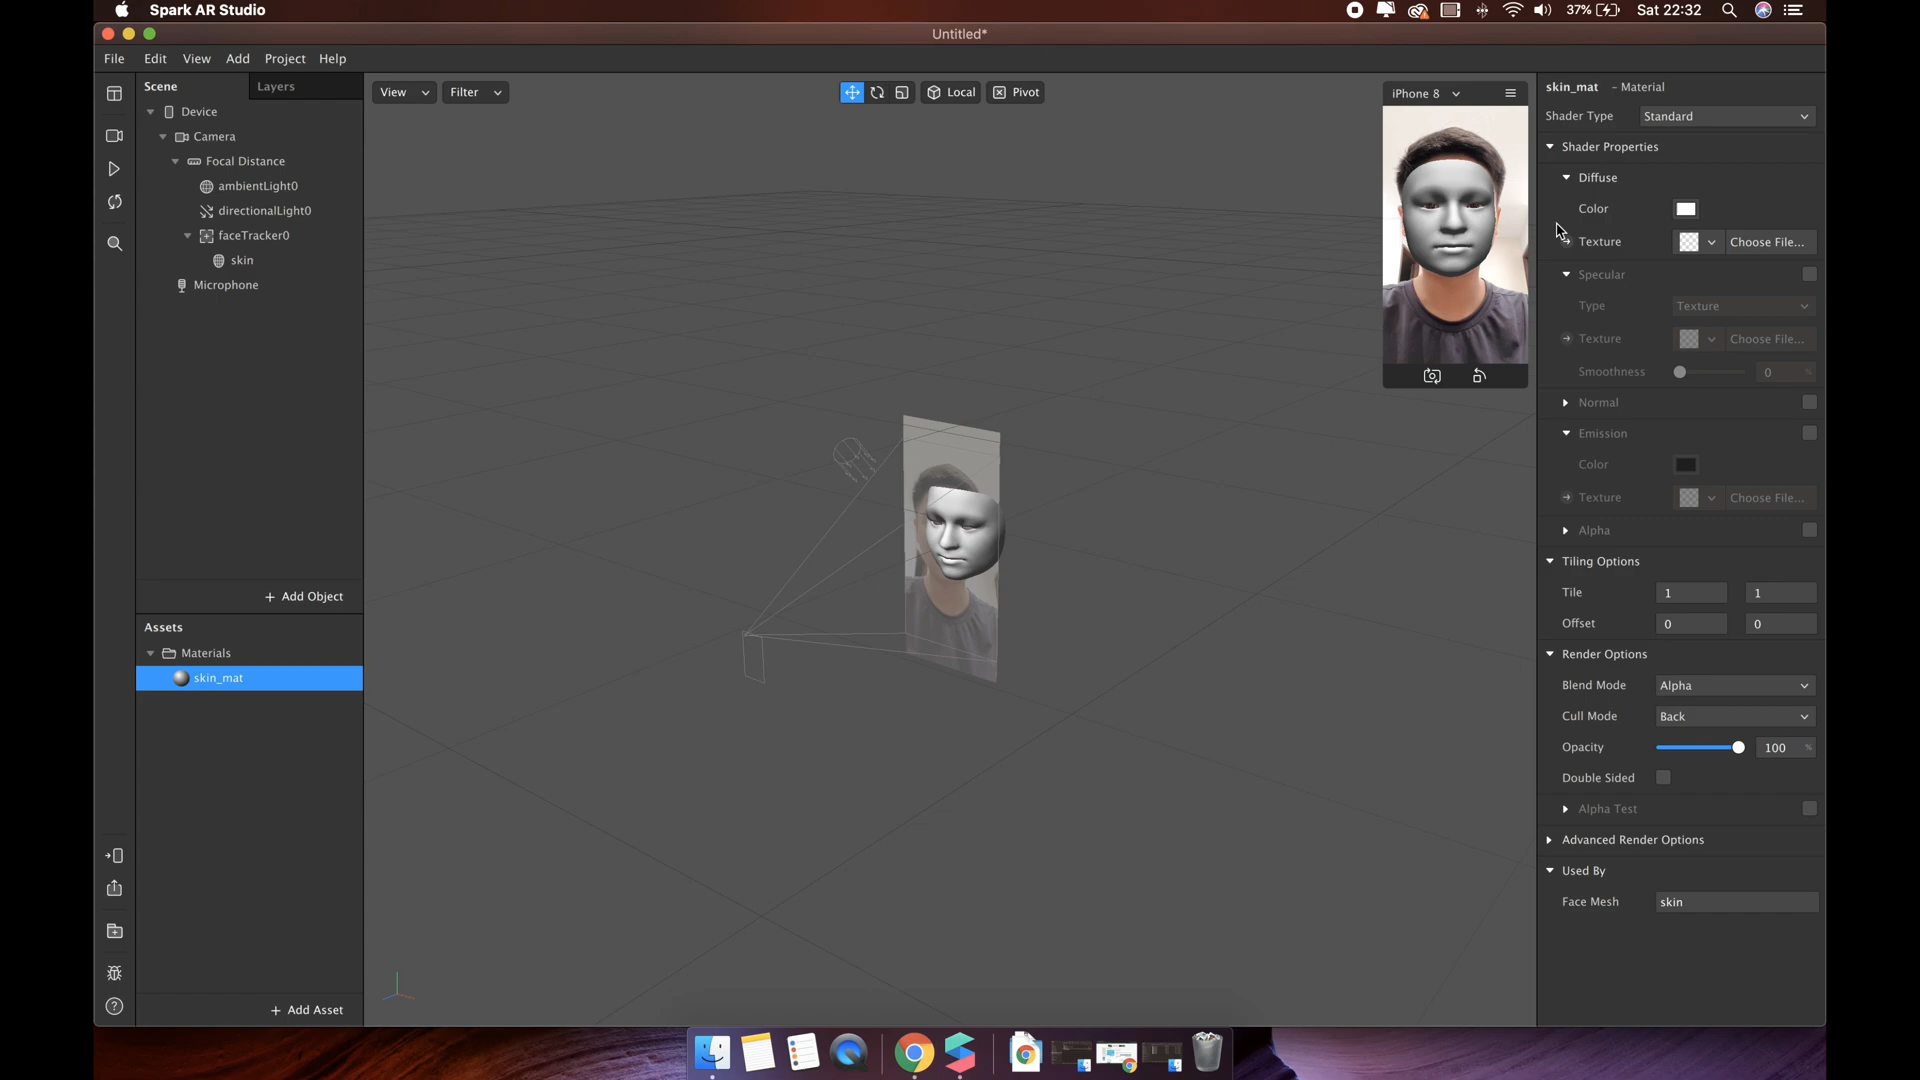 Spark AR Studio
37%
Sat 22:32
Untitled*
File Edit View Add Project Help
Scene
Layers
Device
Camera
Focal Distance
ambientLight0
directionalLight0
faceTracker0
skin
Microphone
+ Add Object
Assets
Materials
skin_mat
+ Add Asset
View
Filter
Local
Pivot
iPhone 8
skin_mat - Material
Shader Type Standard
Shader Properties
Diffuse
Color
Texture Choose File...
Specular
Type Texture
Texture Choose File...
Smoothness 0 %
Normal
Emission
Color
Texture Choose File...
Alpha
Tiling Options
Tile 1 1
Offset 0 0
Render Options
Blend Mode Alpha
Cull Mode Back
Opacity 100 %
Double Sided
Alpha Test
Advanced Render Options
Used By
Face Mesh skin